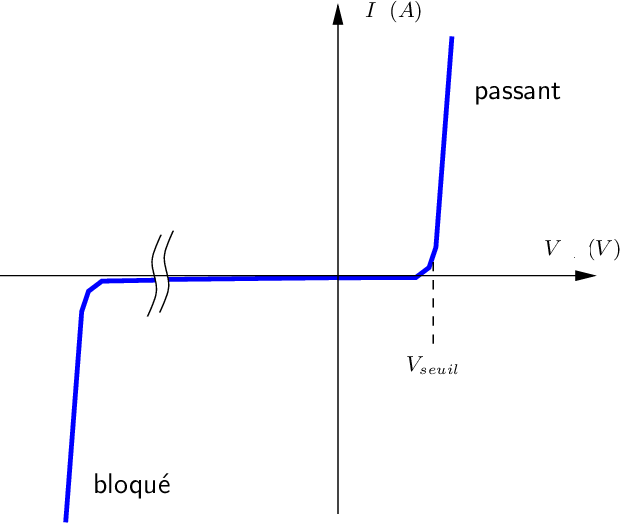 I (A)
passant
V (V)
V_seuil
bloqué